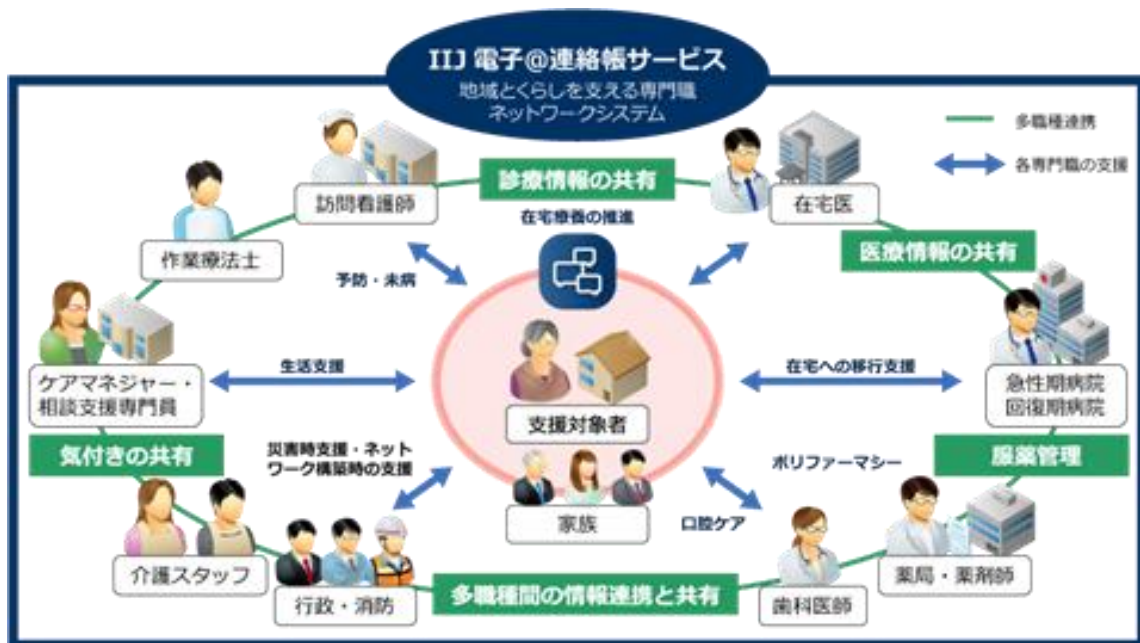 IIJ 電子@連絡帳サービス
地域とくらしを支える専門職
ネットワークシステム
多職種連携
各専門職の支援
訪問看護師
診療情報の共有
在宅医
作業療法士
在宅療養の推進
医療情報の共有
予防・未病
ケアマネジャー・
相談支援専門員
生活支援
支援対象者
在宅への移行支援
急性期病院
回復期病院
気付きの共有
災害時支援・ネット
ワーク構築時の支援
家族
ポリファーマシー
口腔ケア
服薬管理
介護スタッフ
行政・消防
多職種間の情報連携と共有
歯科医師
薬局・薬剤師